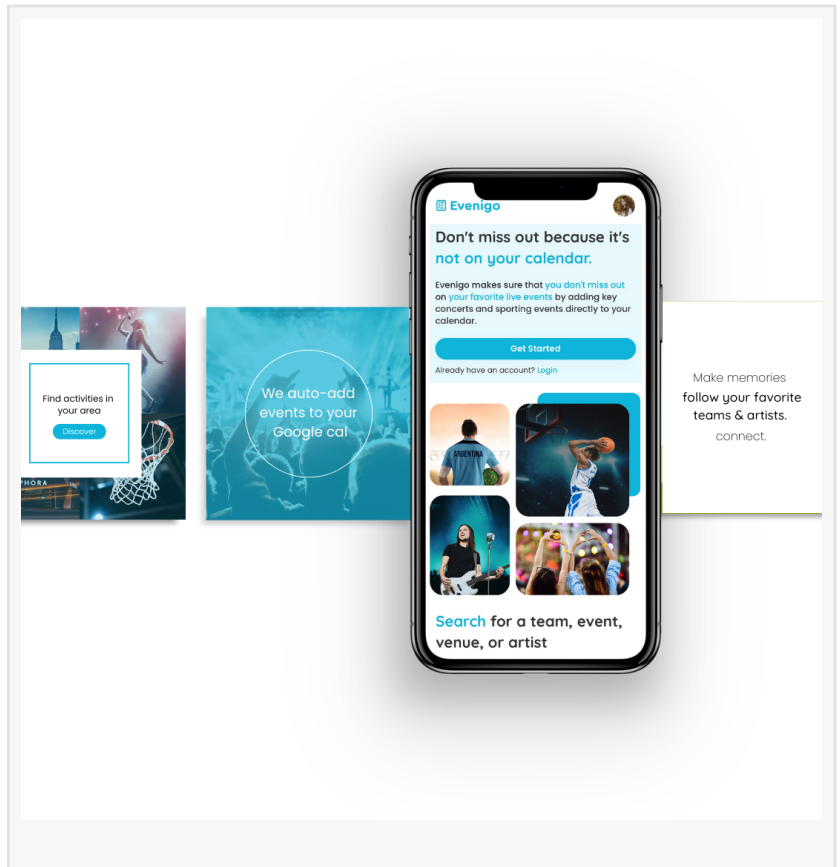 Find activities in
your area
Discover
We auto-add
events to your
Google cal
Evenigo
Don't miss out because it's
not on your calendar.
Evenigo makes sure that you don't miss out
on your favorite live events by adding key
concerts and sporting events directly to your
calendar.
Get Started
Already have an account? Login
ARGENTINA
Search for a team, event,
venue, or artist
Make memories
follow your favorite
teams & artists.
connect.